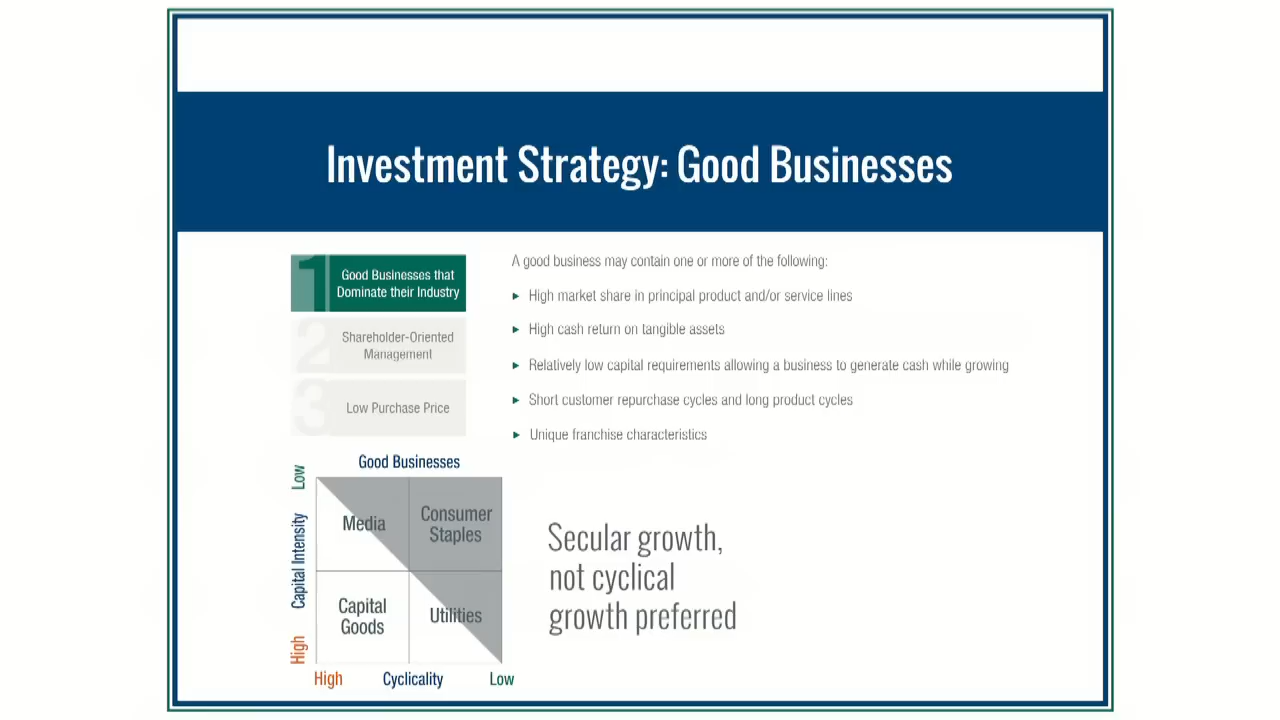 Investment Strategy: Good Businesses
1
Good Businesses that
Dominate their Industry
2
Shareholder-Oriented
Management
3
Low Purchase Price
A good business may contain one or more of the following:
► High market share in principal product and/or service lines
► High cash return on tangible assets
► Relatively low capital requirements allowing a business to generate cash while growing
► Short customer repurchase cycles and long product cycles
► Unique franchise characteristics
Good Businesses
Low
Capital Intensity
High
Media
Consumer
Staples
Capital
Goods
Utilities
High
Cyclicality
Low
Secular growth,
not cyclical
growth preferred